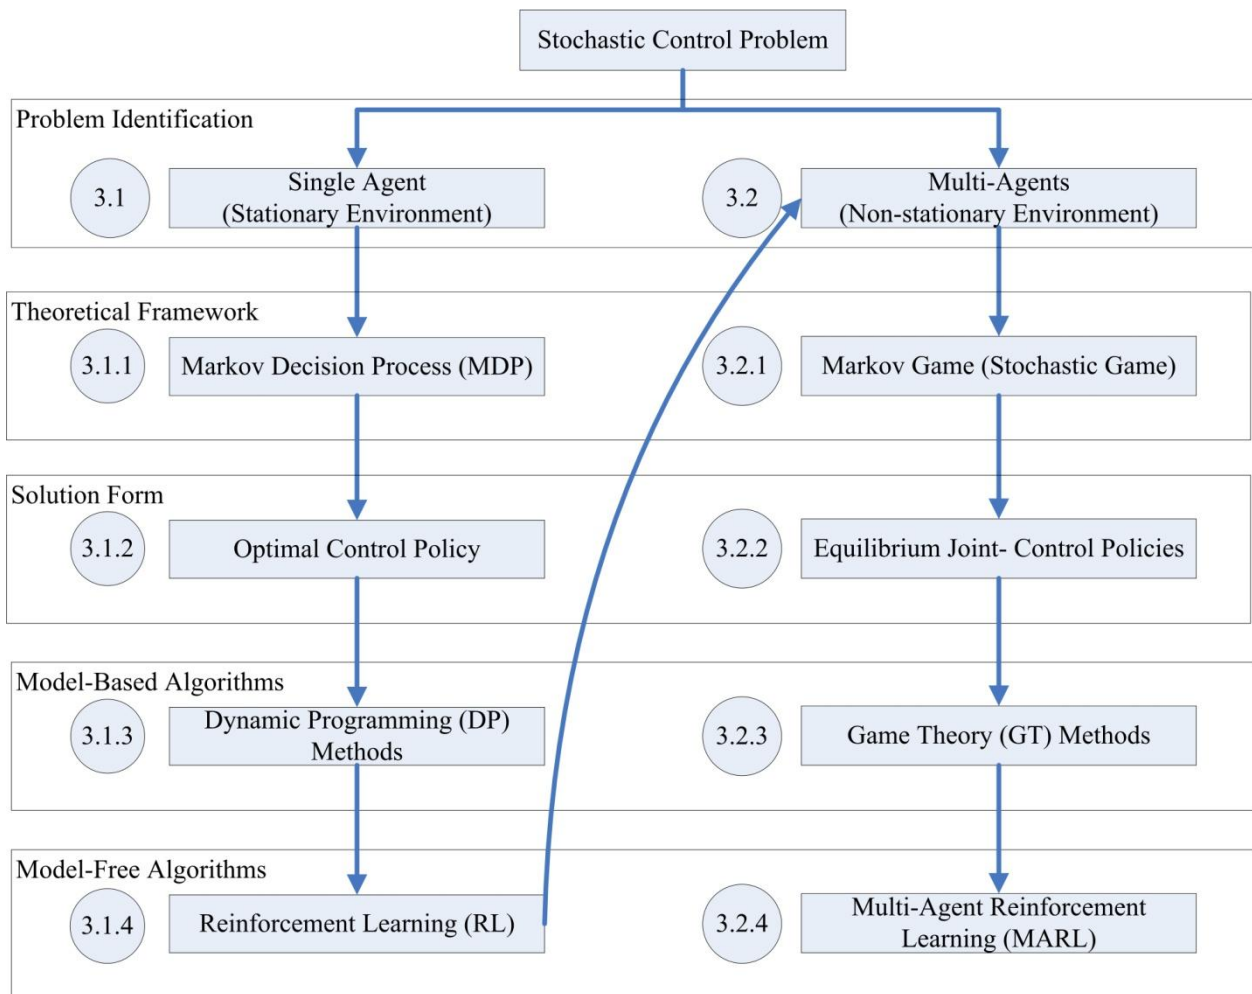 Stochastic Control Problem
Problem Identification
3.1
Single Agent
(Stationary Environment)
3.2
Multi-Agents
(Non-stationary Environment)
Theoretical Framework
3.1.1
Markov Decision Process (MDP)
3.2.1
Markov Game (Stochastic Game)
Solution Form
3.1.2
Optimal Control Policy
3.2.2
Equilibrium Joint- Control Policies
Model-Based Algorithms
3.1.3
Dynamic Programming (DP)
Methods
3.2.3
Game Theory (GT) Methods
Model-Free Algorithms
3.1.4
Reinforcement Learning (RL)
3.2.4
Multi-Agent Reinforcement
Learning (MARL)